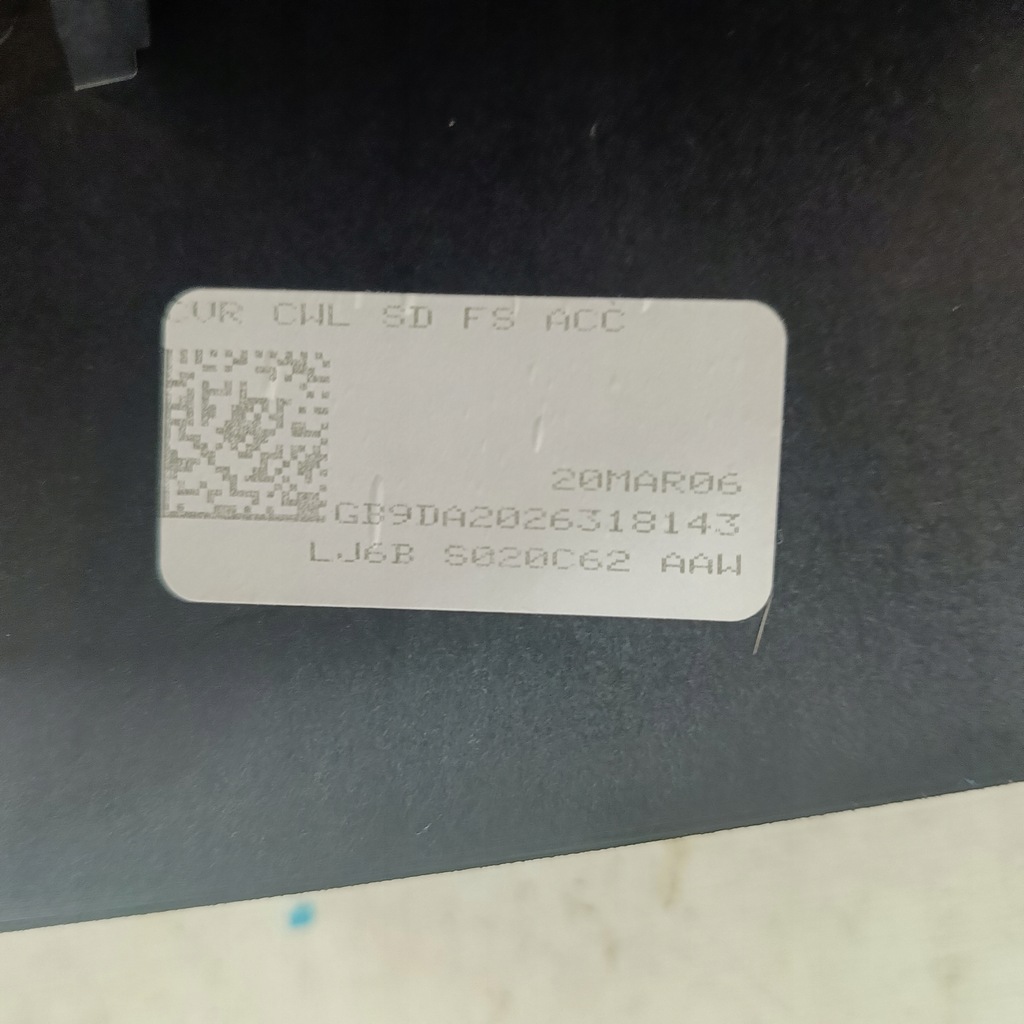 CVR CWL SD FS ACC
20MAR06
GB9DA2026318143
LJ6B S020C62 AAW